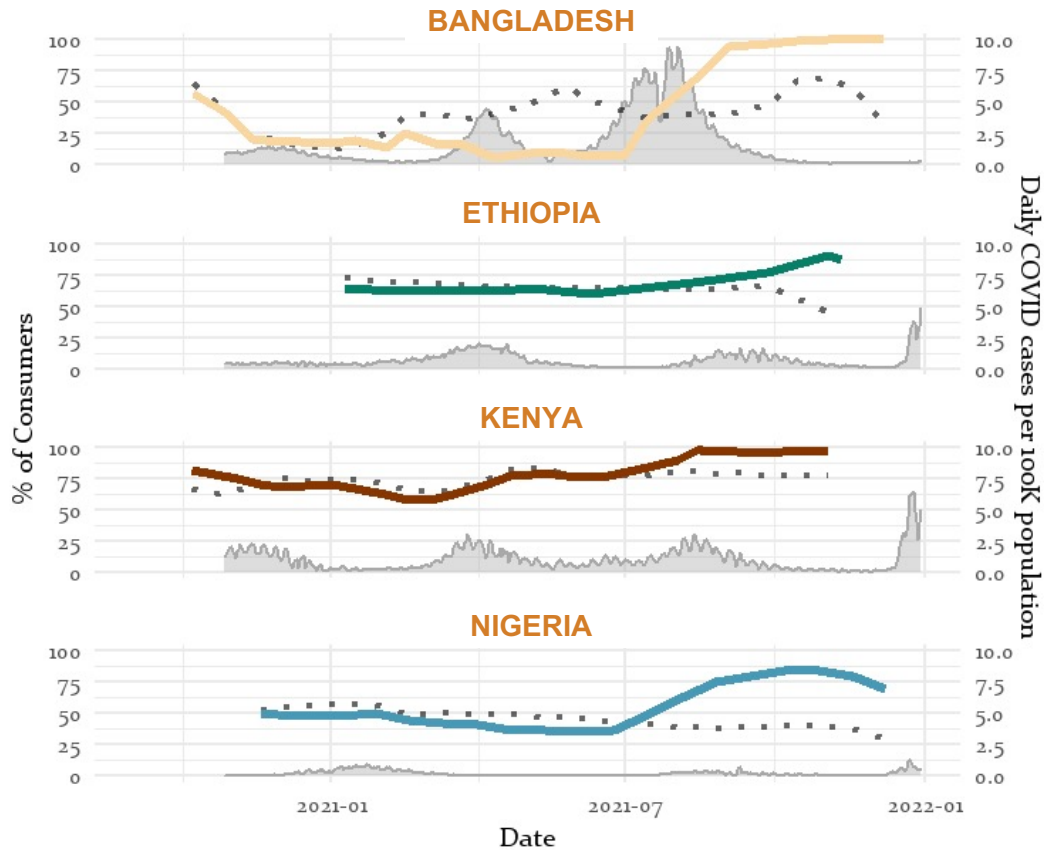 BANGLADESH
100 10.0
75 7.5
50 5.0
25 2.5
0 0.0
ETHIOPIA
100 10.0
75 7.5
50 5.0
25 2.5
0 0.0
KENYA
100 10.0
75 7.5
50 5.0
25 2.5
0 0.0
NIGERIA
100 10.0
75 7.5
50 5.0
25 2.5
0 0.0
2021-01 2021-07 2022-01
Date
% of Consumers
Daily COVID cases per 100K population